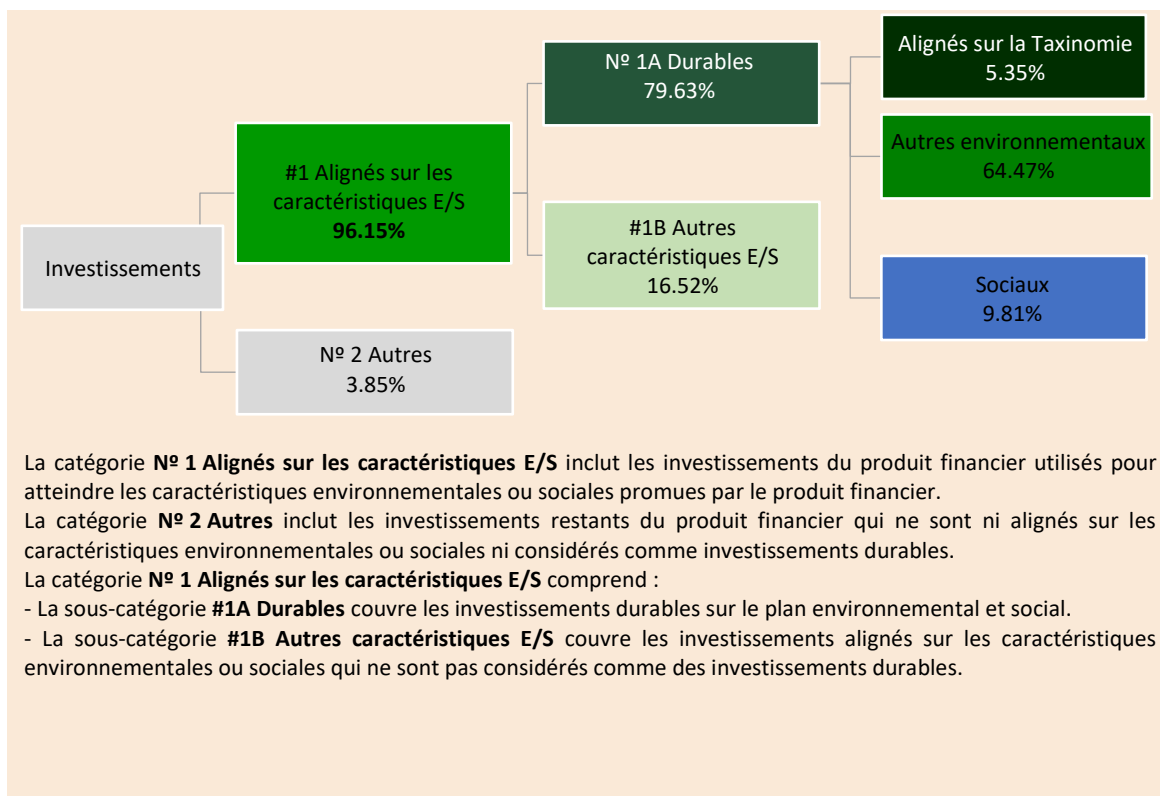 Alignés sur la Taxinomie
5.35%
Nº 1A Durables
79.63%
Autres environnementaux
64.47%
#1 Alignés sur les
caractéristiques E/S
96.15%
#1B Autres
caractéristiques E/S
16.52%
Investissements
Sociaux
9.81%
Nº 2 Autres
3.85%
La catégorie Nº 1 Alignés sur les caractéristiques E/S inclut les investissements du produit financier utilisés pour
atteindre les caractéristiques environnementales ou sociales promues par le produit financier.
La catégorie Nº 2 Autres inclut les investissements restants du produit financier qui ne sont ni alignés sur les
caractéristiques environnementales ou sociales ni considérés comme investissements durables.
La catégorie Nº 1 Alignés sur les caractéristiques E/S comprend :
- La sous-catégorie #1A Durables couvre les investissements durables sur le plan environnemental et social.
- La sous-catégorie #1B Autres caractéristiques E/S couvre les investissements alignés sur les caractéristiques
environnementales ou sociales qui ne sont pas considérés comme des investissements durables.